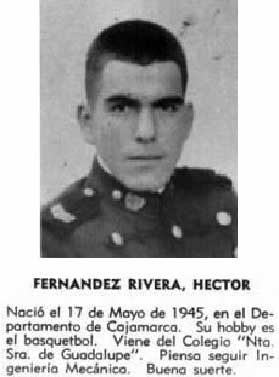 FERNANDEZ RIVERA, HECTOR
Nació el 17 de Mayo de 1945, en el De-
partamento de Cajamarca. Su hobby es
el basquetbol. Viene del Colegio "Nta.
Sra. de Guadalupe". Piensa seguir In-
geniería Mecánica. Buena suerte.